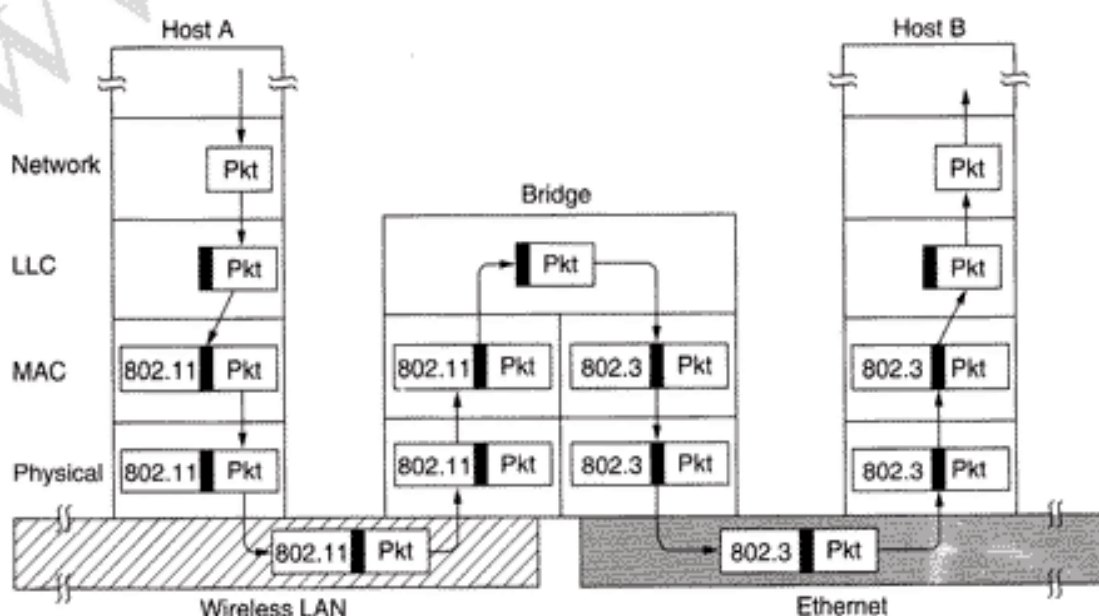 Host A
Host B
Network
Pkt
Pkt
Bridge
LLC
Pkt
Pkt
Pkt
MAC
802.11 Pkt
802.11 Pkt
802.3 Pkt
802.3 Pkt
Physical
802.11 Pkt
802.11 Pkt
802.3 Pkt
802.3 Pkt
802.11 Pkt
802.3 Pkt
Wireless LAN
Ethernet